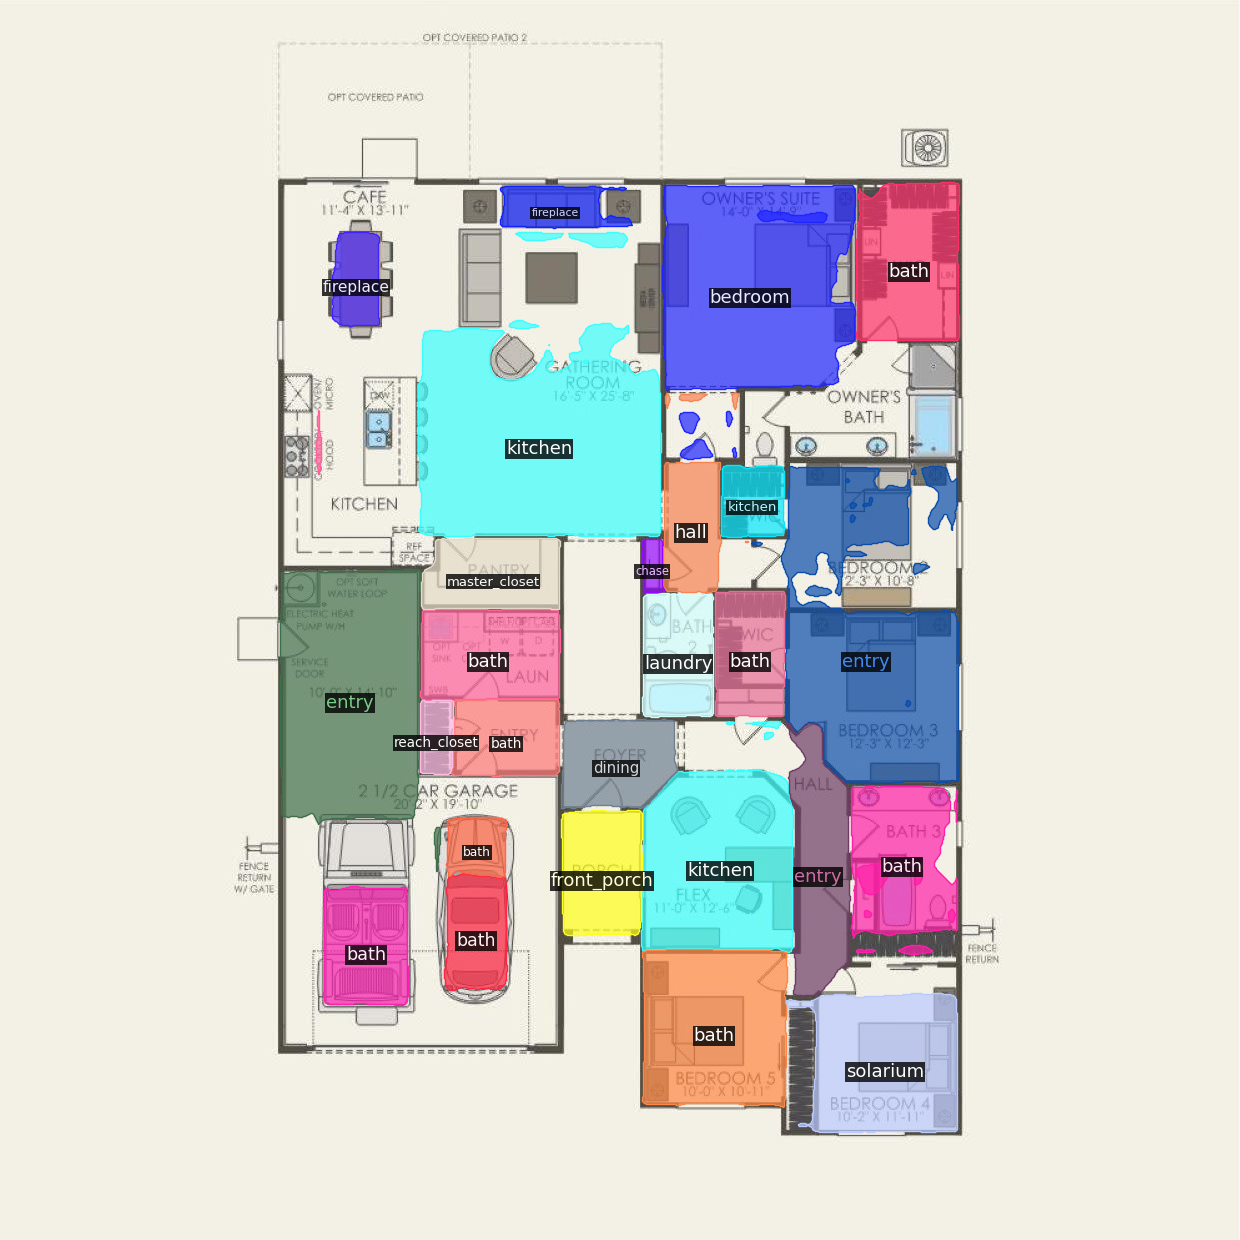 OPT COVERED PATIO 2
OPT COVERED PATIO
CAFE
11'-4" X 13'-11"
fireplace
fireplace
OWNER'S SUITE
14'-0" X 14'-9"
bedroom
LIN
LIN
bath
OVEN/
MICRO
D/W
HOOD
GATHERING
ROOM
16'-5" X 25'-8"
kitchen
OWNER'S
BATH
KITCHEN
REF
SPACE
hall
kitchen
chase
PANTRY
master_closet
BEDROOM 2
12'-3" X 10'-8"
OPT SOFT
WATER LOOP
ELECTRIC HEAT
PUMP W/H
SERVICE
DOOR
entry
OPT
SINK
W
D
bath
LAUN
BATH
2
laundry
WIC
bath
entry
BEDROOM 3
12'-3" X 12'-3"
reach_closet
ENTRY
bath
FOYER
dining
HALL
2 1/2 CAR GARAGE
20'-2" X 19'-10"
FENCE
RETURN
W/ GATE
bath
bath
bath
PORCH
front_porch
kitchen
FLEX
11'-0" X 12'-6"
entry
BATH 3
bath
FENCE
RETURN
bath
BEDROOM 5
10'-0" X 10'-11"
solarium
BEDROOM 4
10'-2" X 11'-11"